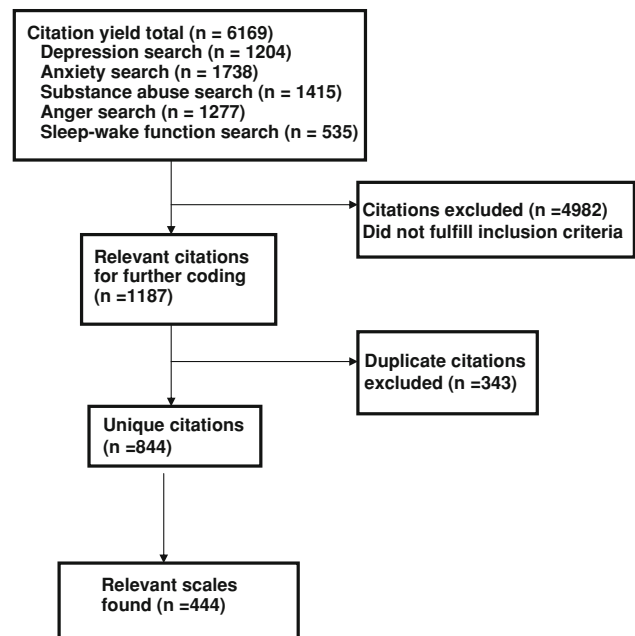 Citation yield total (n = 6169)
Depression search (n = 1204)
Anxiety search (n = 1738)
Substance abuse search (n = 1415)
Anger search (n = 1277)
Sleep-wake function search (n = 535)
Citations excluded (n =4982)
Did not fulfill inclusion criteria
Relevant citations
for further coding
(n =1187)
Duplicate citations
excluded (n =343)
Unique citations
(n =844)
Relevant scales
found (n =444)